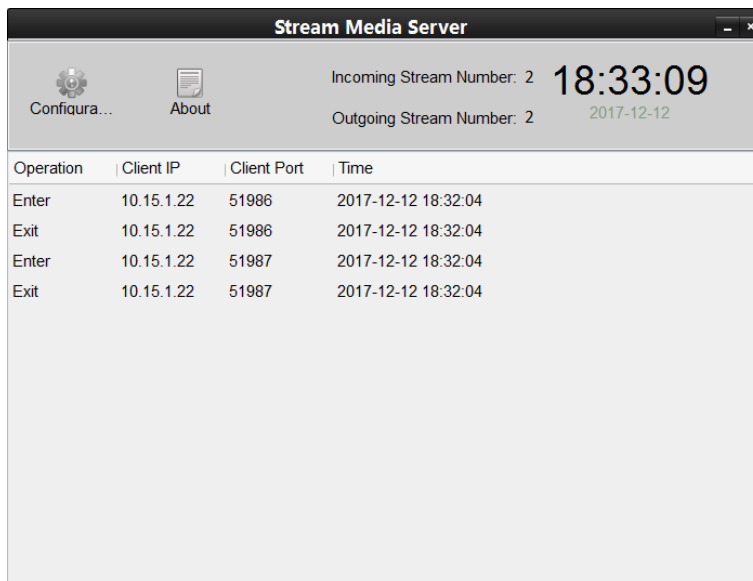 Stream Media Server
Configura... About
Incoming Stream Number: 2
Outgoing Stream Number: 2
18:33:09
2017-12-12
Operation Client IP Client Port Time
Enter 10.15.1.22 51986 2017-12-12 18:32:04
Exit 10.15.1.22 51986 2017-12-12 18:32:04
Enter 10.15.1.22 51987 2017-12-12 18:32:04
Exit 10.15.1.22 51987 2017-12-12 18:32:04